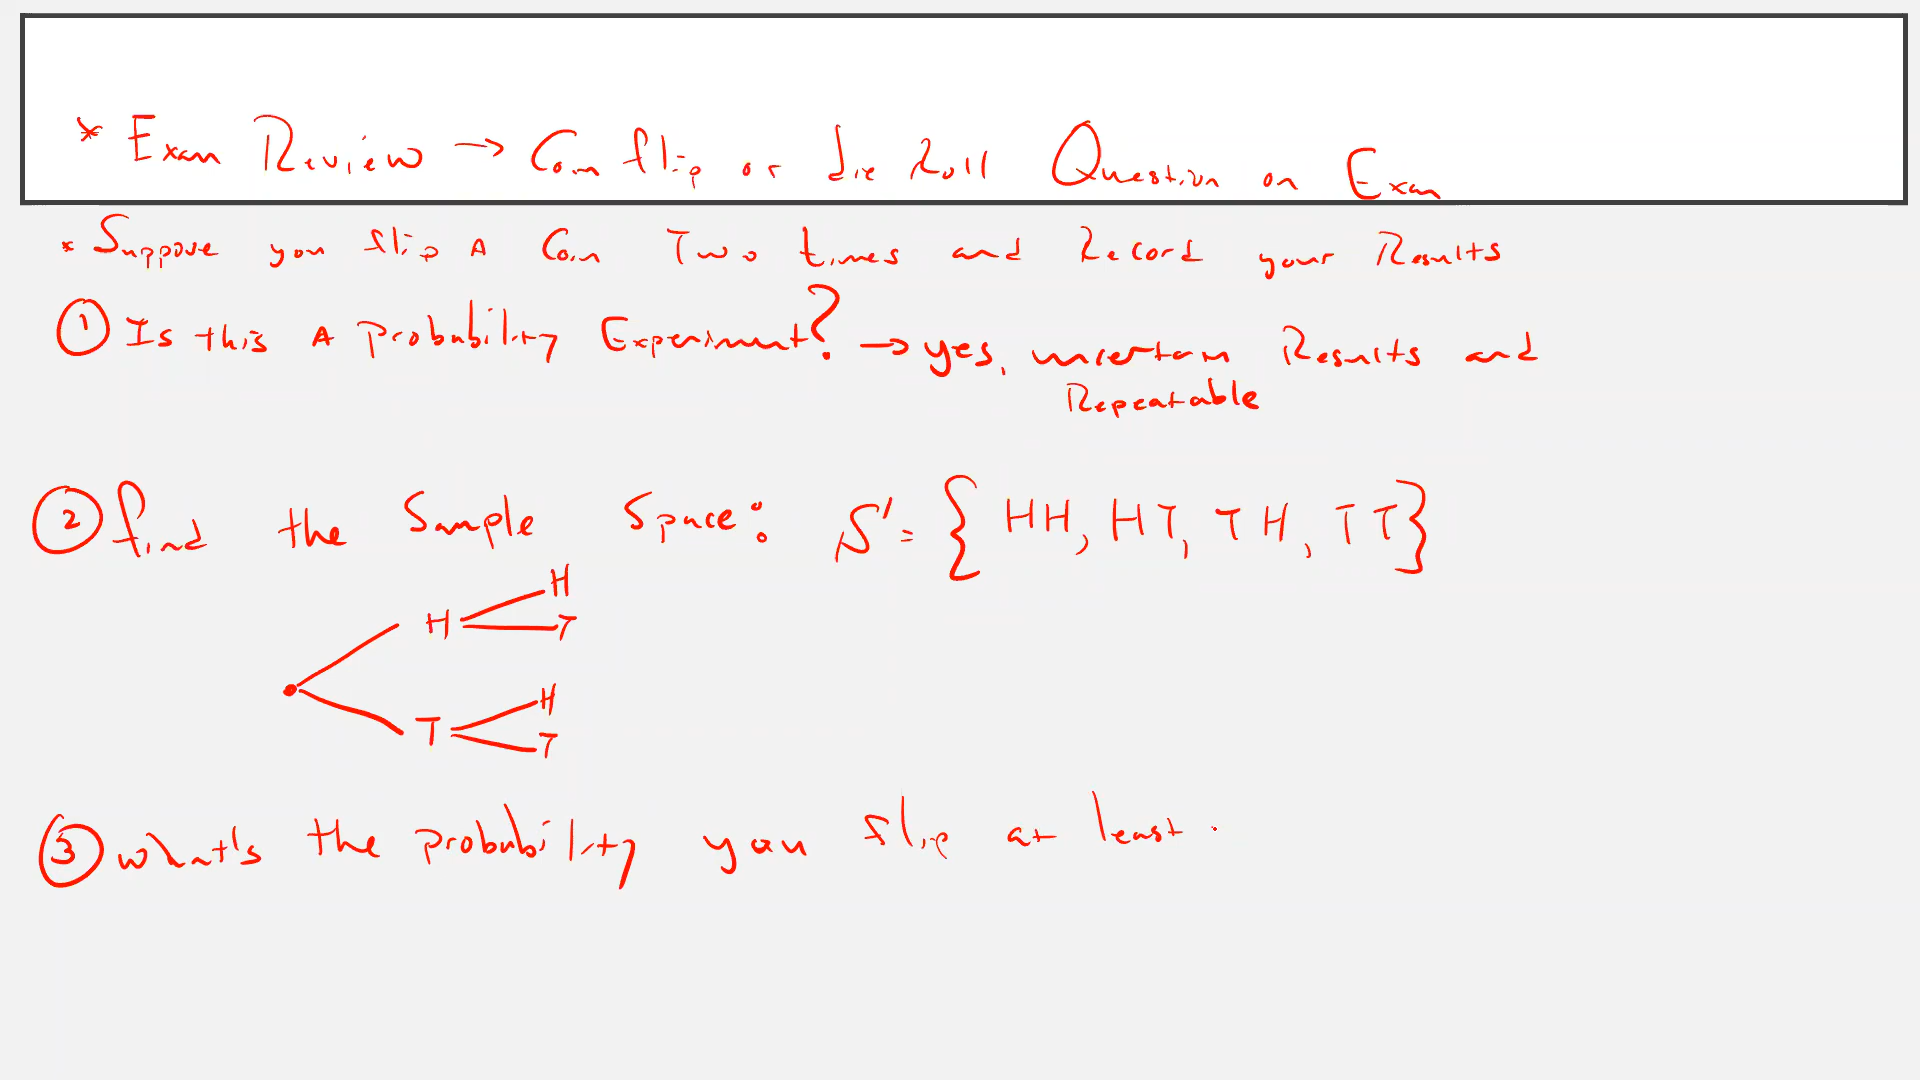 * Exam Review → Coin flip or die Roll Question on Exam
* Suppose you flip A Coin Two times and Record your Results
① Is this A probability Experiment? → yes, uncertain Results and
Repeatable
② find the Sample Space: S = { HH, HT, TH, TT}
H
H T
H
T T
③ what's the probability you flip at least